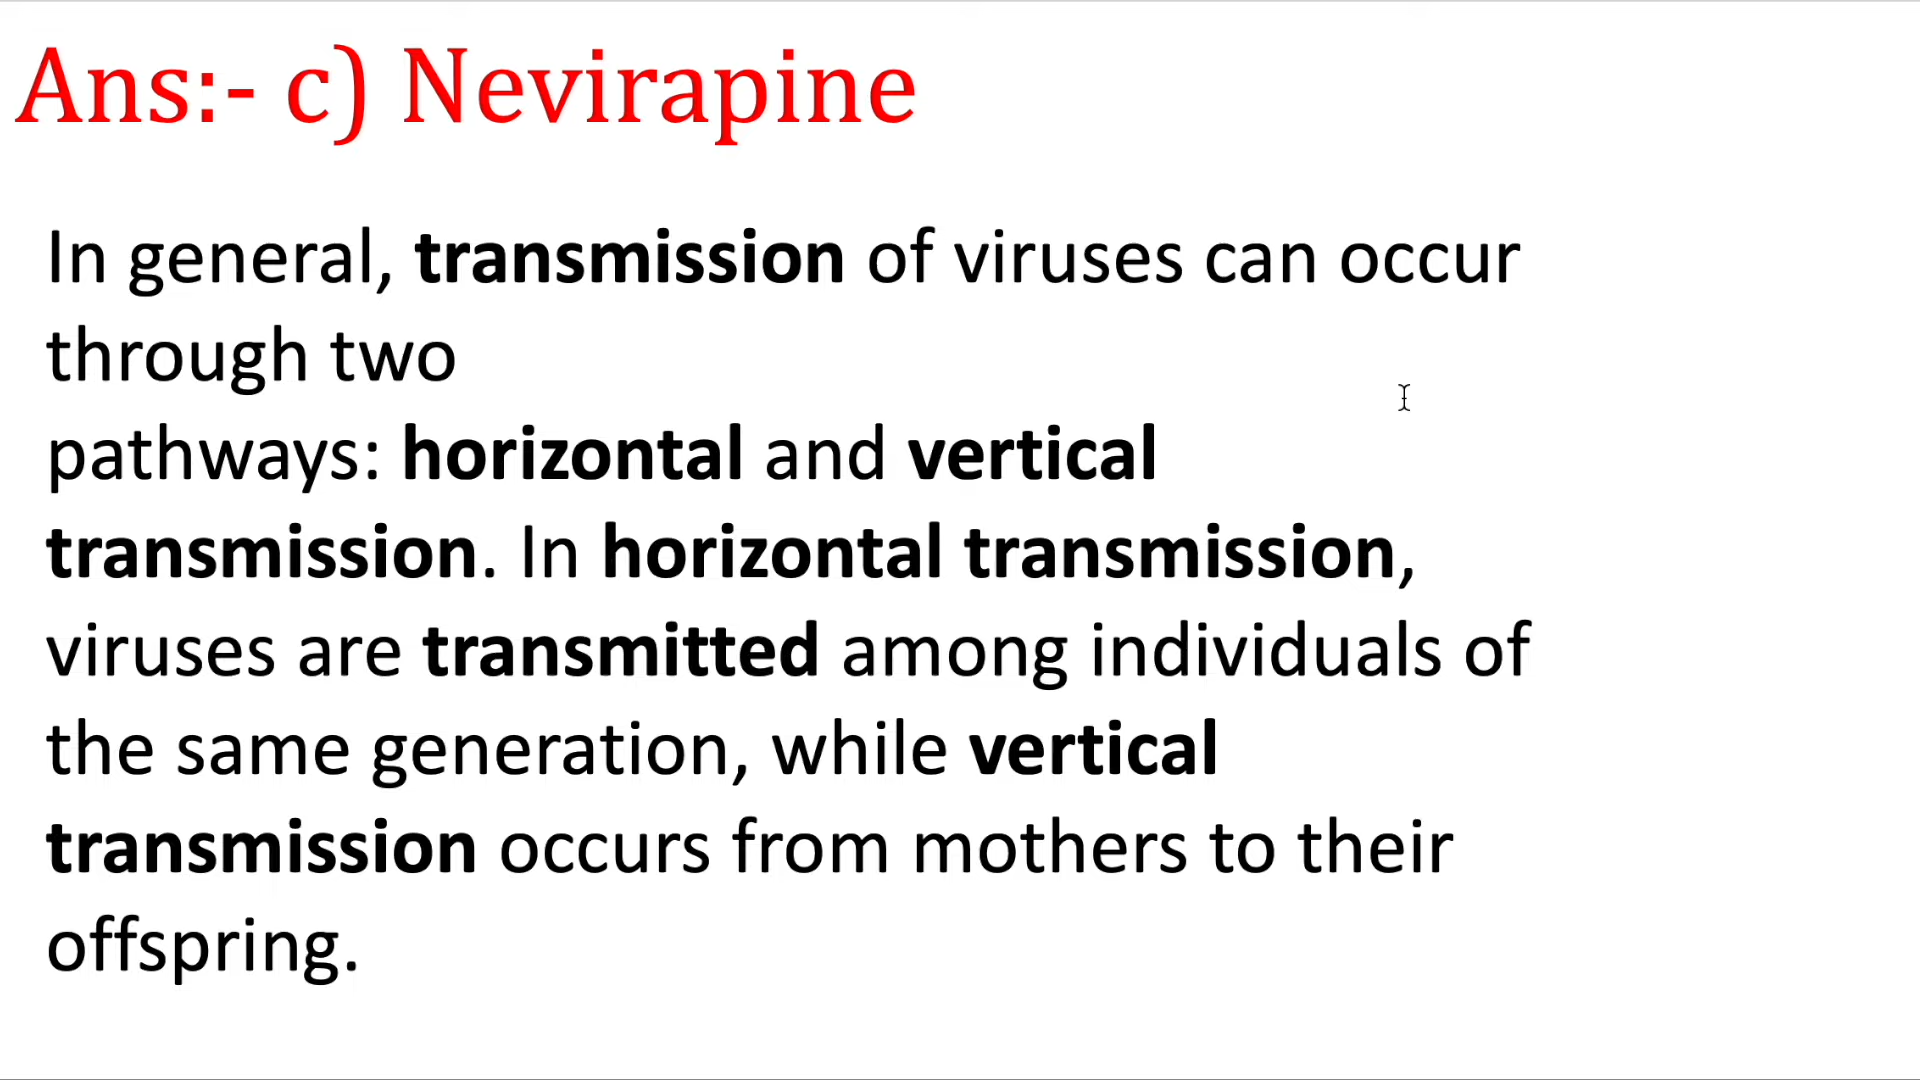 Ans:- c) Nevirapine
In general, transmission of viruses can occur
through two
pathways: horizontal and vertical
transmission. In horizontal transmission,
viruses are transmitted among individuals of
the same generation, while vertical
transmission occurs from mothers to their
offspring.